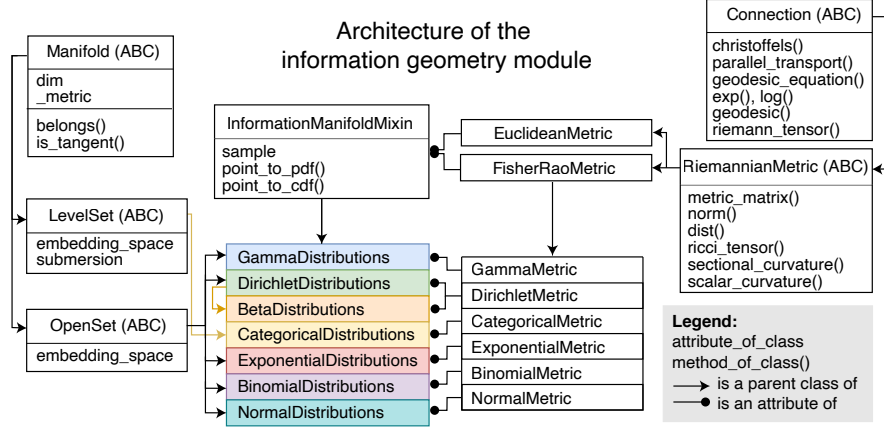 Architecture of the
information geometry module
Manifold (ABC)
dim
_metric
belongs()
is_tangent()
LevelSet (ABC)
embedding_space
submersion
OpenSet (ABC)
embedding_space
InformationManifoldMixin
sample
point_to_pdf()
point_to_cdf()
GammaDistributions
DirichletDistributions
BetaDistributions
CategoricalDistributions
ExponentialDistributions
BinomialDistributions
NormalDistributions
EuclideanMetric
FisherRaoMetric
GammaMetric
DirichletMetric
CategoricalMetric
ExponentialMetric
BinomialMetric
NormalMetric
Connection (ABC)
christoffels()
parallel_transport()
geodesic_equation()
exp(), log()
geodesic()
riemann_tensor()
RiemannianMetric (ABC)
metric_matrix()
norm()
dist()
ricci_tensor()
sectional_curvature()
scalar_curvature()
Legend:
attribute_of_class
method_of_class()
is a parent class of
is an attribute of